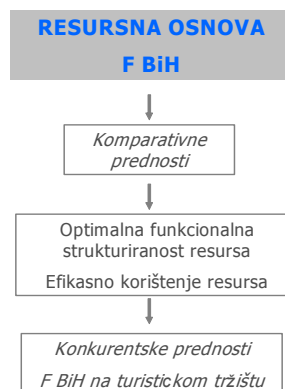 RESURSNA OSNOVA
F BiH
Komparativne
prednosti
Optimalna funkcionalna
strukturiranost resursa
Efikasno korištenje resursa
Konkurentske prednosti
F BiH na turističkom tržištu